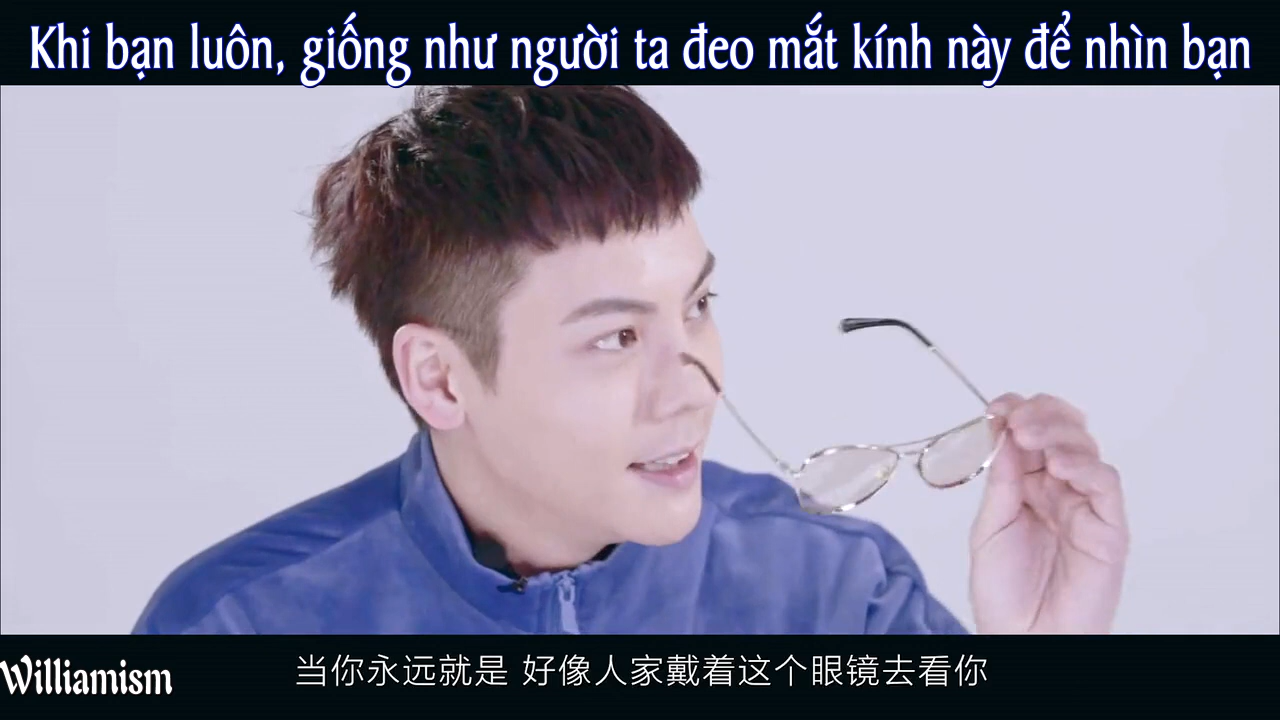 Khi bạn luôn, giống như người ta đeo mắt kính này để nhìn bạn
当你永远就是 好像人家戴着这个眼镜去看你
Williamism